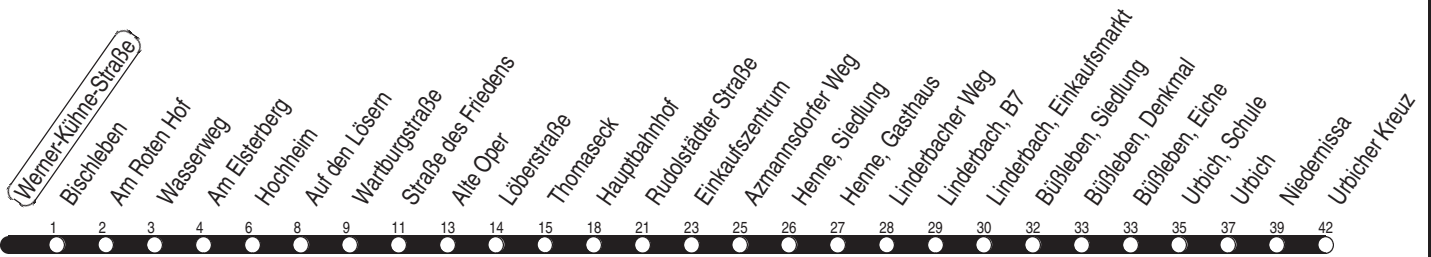 Werner-Kühne-Straße
Bischleben
Am Roten Hof
Wasserweg
Am Elsterberg
Hochheim
Auf den Lösern
Wartburgstraße
Straße des Friedens
Alte Oper
Löberstraße
Thomaseck
Hauptbahnhof
Rudolstädter Straße
Einkaufszentrum
Azmannsdorfer Weg
Henne, Siedlung
Henne, Gasthaus
Linderbacher Weg
Linderbach, B7
Linderbach, Einkaufsmarkt
Büßleben, Siedlung
Büßleben, Denkmal
Büßleben, Eiche
Urbich, Schule
Urbich
Niedernissa
Urbicher Kreuz
1 2 3 4 6 8 9 11 13 14 15 18 21 23 25 26 27 28 29 30 32 33 33 35 37 39 42